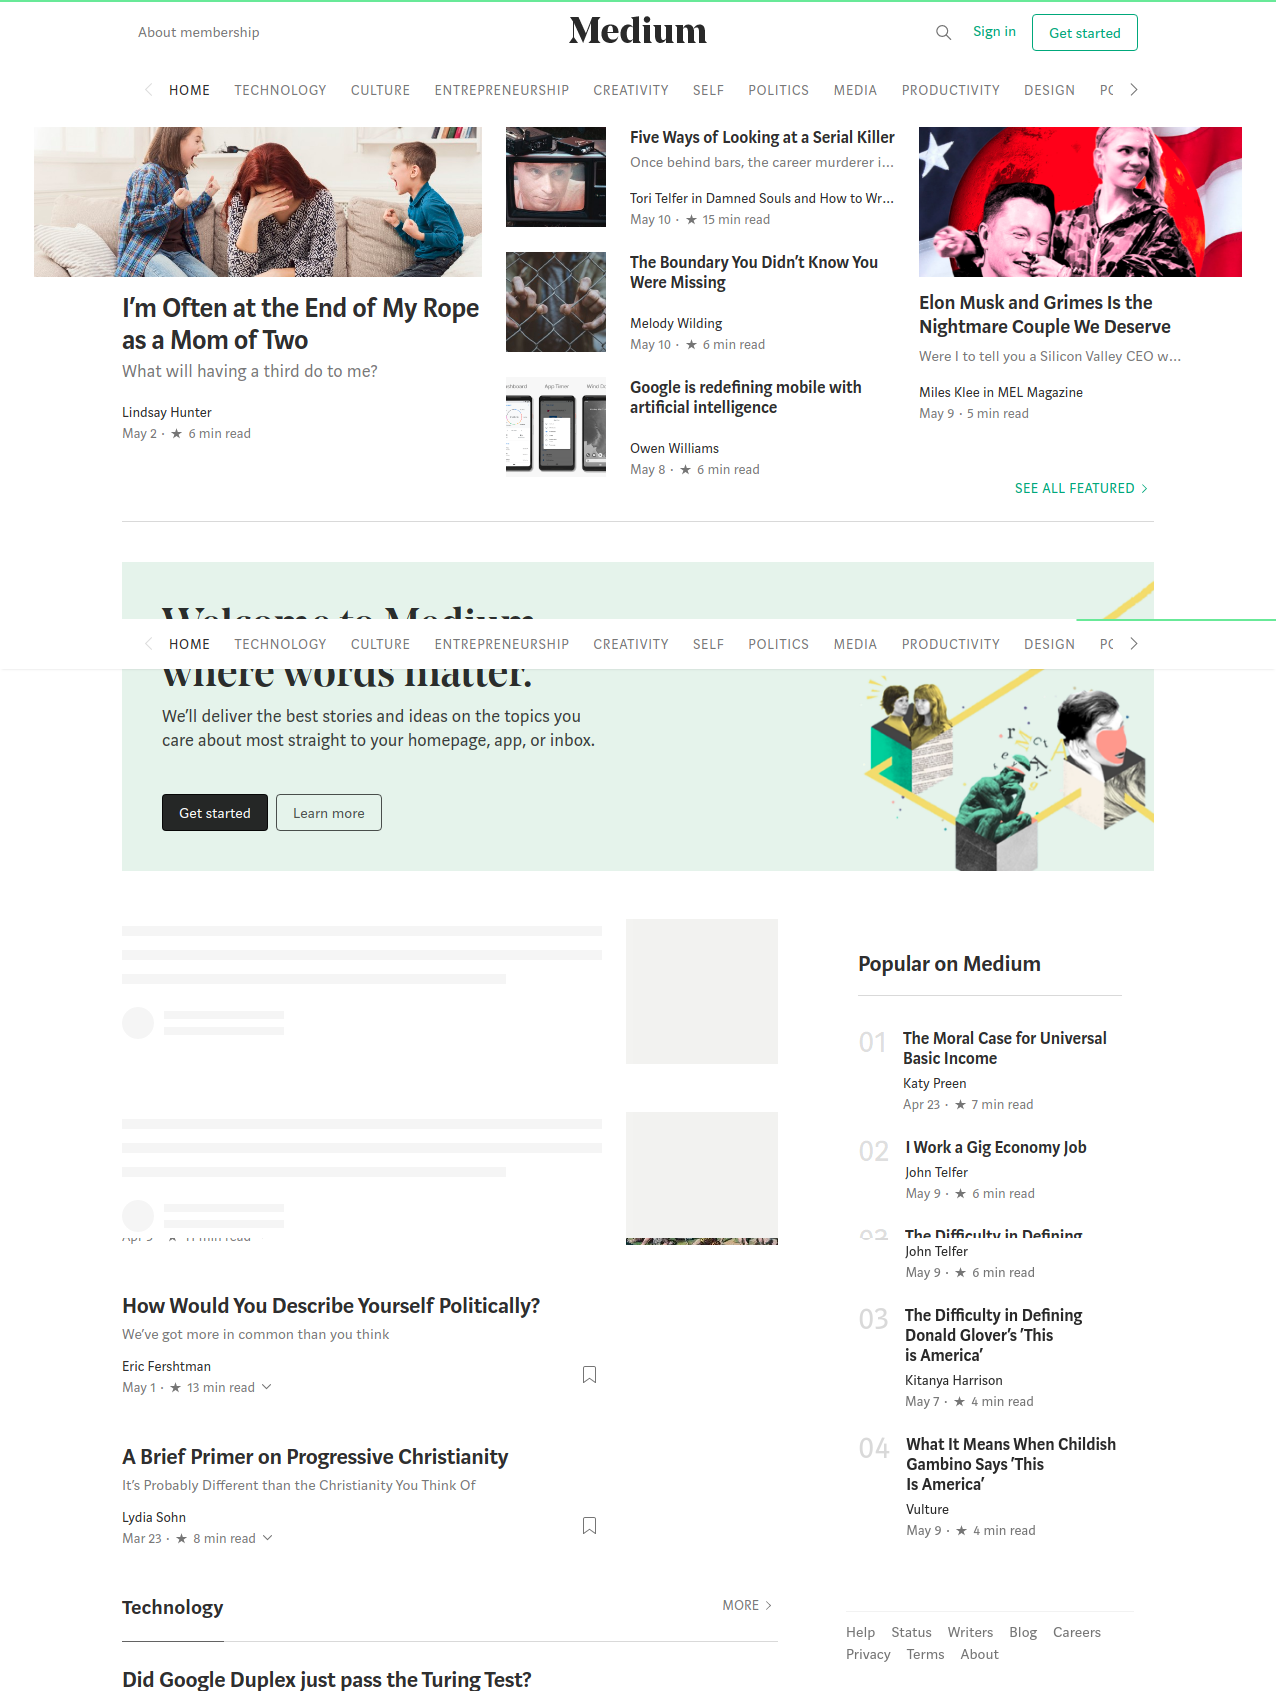 About membership
Medium
Sign in
Get started
HOME TECHNOLOGY CULTURE ENTREPRENEURSHIP CREATIVITY SELF POLITICS MEDIA PRODUCTIVITY DESIGN
I’m Often at the End of My Rope
as a Mom of Two
What will having a third do to me?
Lindsay Hunter
May 2 · ★ 6 min read
Five Ways of Looking at a Serial Killer
Once behind bars, the career murderer i...
Tori Telfer in Damned Souls and How to Wr...
May 10 · ★ 15 min read
The Boundary You Didn’t Know You
Were Missing
Melody Wilding
May 10 · ★ 6 min read
Google is redefining mobile with
artificial intelligence
Owen Williams
May 8 · ★ 6 min read
Elon Musk and Grimes Is the
Nightmare Couple We Deserve
Were I to tell you a Silicon Valley CEO w...
Miles Klee in MEL Magazine
May 9 · 5 min read
SEE ALL FEATURED
Welcome to Medium
HOME TECHNOLOGY CULTURE ENTREPRENEURSHIP CREATIVITY SELF POLITICS MEDIA PRODUCTIVITY DESIGN
where words matter.
We’ll deliver the best stories and ideas on the topics you
care about most straight to your homepage, app, or inbox.
Get started
Learn more
Apr 9 · ★ 11 min read
How Would You Describe Yourself Politically?
We’ve got more in common than you think
Eric Fershtman
May 1 · ★ 13 min read
A Brief Primer on Progressive Christianity
It’s Probably Different than the Christianity You Think Of
Lydia Sohn
Mar 23 · ★ 8 min read
Technology
MORE
Did Google Duplex just pass the Turing Test?
Popular on Medium
01
The Moral Case for Universal
Basic Income
Katy Preen
Apr 23 · ★ 7 min read
02
I Work a Gig Economy Job
John Telfer
May 9 · ★ 6 min read
03
The Difficulty in Defining
John Telfer
May 9 · ★ 6 min read
03
The Difficulty in Defining
Donald Glover’s ‘This
is America’
Kitanya Harrison
May 7 · ★ 4 min read
04
What It Means When Childish
Gambino Says ‘This
Is America’
Vulture
May 9 · ★ 4 min read
Help Status Writers Blog Careers
Privacy Terms About